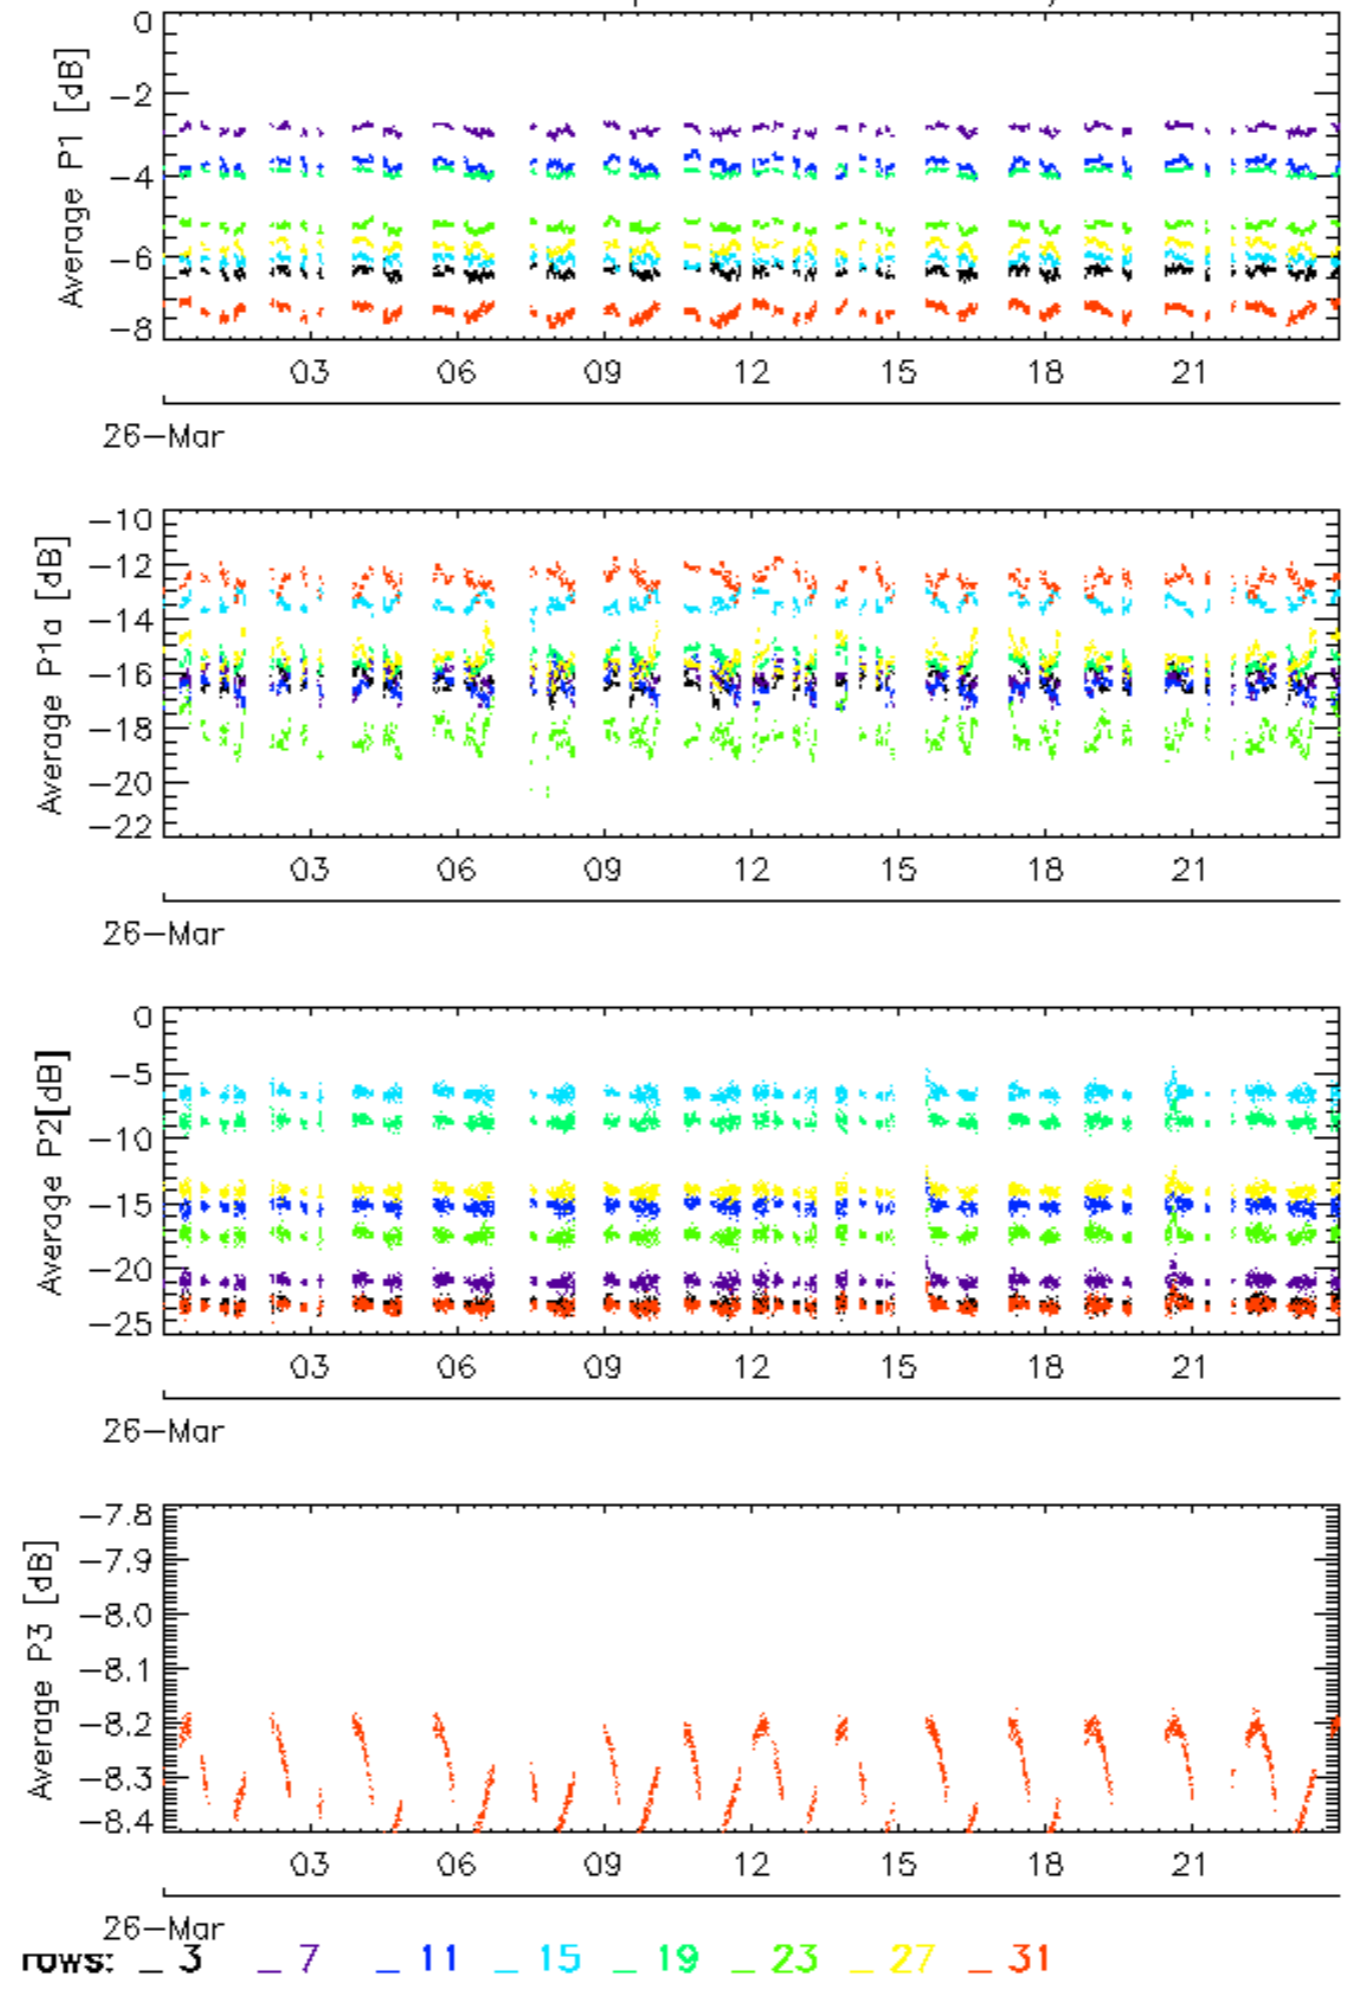 0
-2
-4
-6
-8
Average P1 [dB]
03 06 09 12 15 18 21
26-Mar
-10
-12
-14
-16
-18
-20
-22
Average P1a [dB]
03 06 09 12 15 18 21
26-Mar
0
-5
-10
-15
-20
-25
Average P2[dB]
03 06 09 12 15 18 21
26-Mar
-7.8
-7.9
-8.0
-8.1
-8.2
-8.3
-8.4
Average P3 [dB]
03 06 09 12 15 18 21
26-Mar
rows: _ 3 _ 7 _ 11 _ 15 _ 19 _ 23 _ 27 _ 31